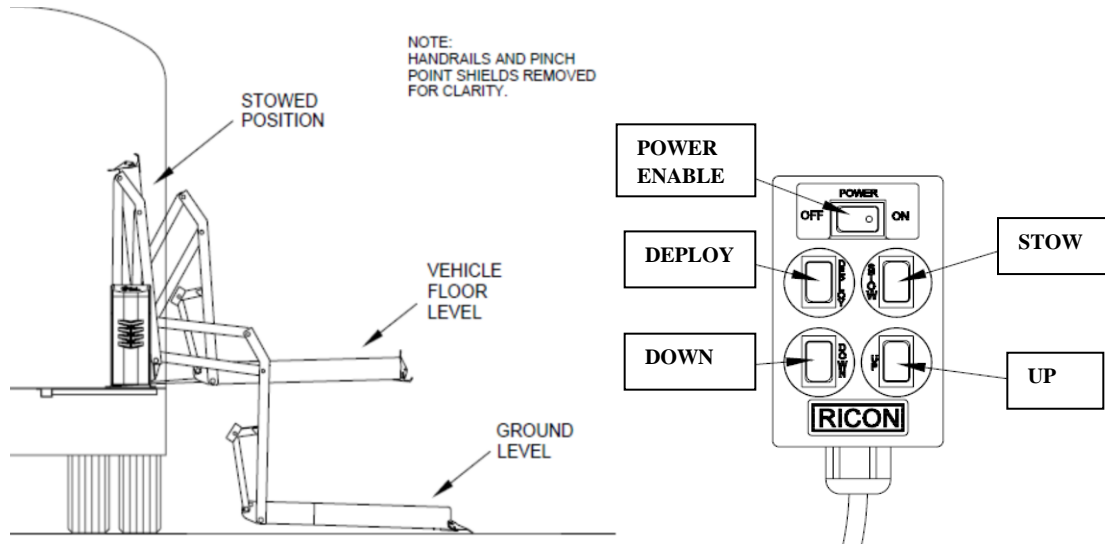 NOTE:
HANDRAILS AND PINCH
POINT SHIELDS REMOVED
FOR CLARITY.
STOWED
POSITION
VEHICLE
FLOOR
LEVEL
GROUND
LEVEL
POWER
ENABLE
POWER
OFF
ON
DEPLOY
DEPLOY
STOW
STOW
DOWN
DOWN
UP
UP
RICON